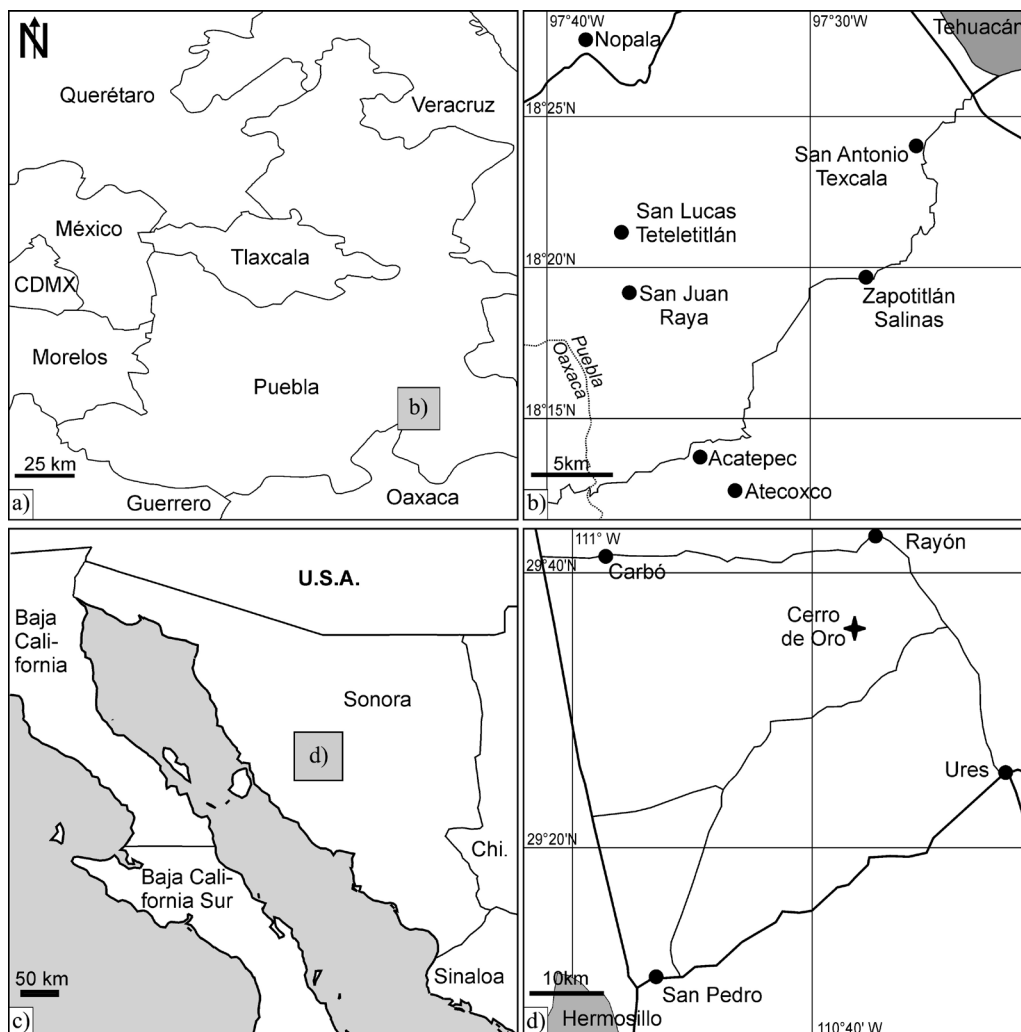 N
Querétaro
Veracruz
México
Tlaxcala
CDMX
Morelos
Puebla
b)
25 km
Guerrero
Oaxaca
a)
97°40' W
97°30' W
Tehuacán
Nopala
18°25'N
San Antonio
Texcala
San Lucas
Teteletitlán
18°20'N
San Juan
Raya
Zapotitlán
Salinas
Puebla
Oaxaca
18°15'N
Acatepec
5km
Atecoxco
b)
U.S.A.
Baja
Cali-
fornia
Sonora
d)
Chi.
Baja Cali-
fornia Sur
50 km
Sinaloa
c)
111° W
Rayón
Carbó
29°40'N
Cerro
de Oro
Ures
29°20'N
10km
San Pedro
Hermosillo
d)
110°40' W